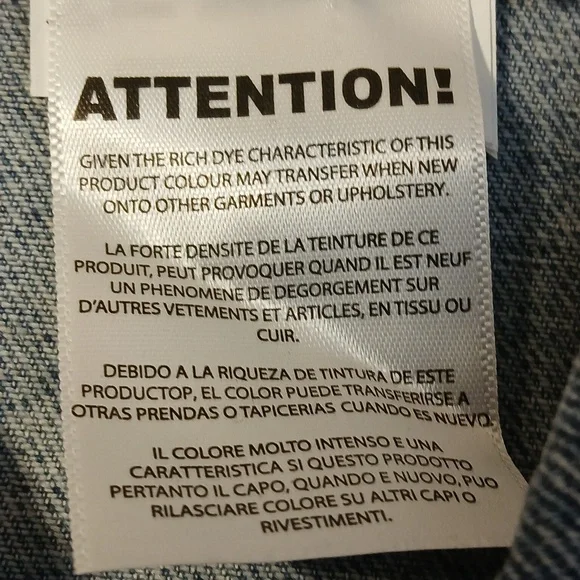 ATTENTION!
GIVEN THE RICH DYE CHARACTERISTIC OF THIS
PRODUCT COLOUR MAY TRANSFER WHEN NEW
ONTO OTHER GARMENTS OR UPHOLSTERY.
LA FORTE DENSITE DE LA TEINTURE DE CE
PRODUIT, PEUT PROVOQUER QUAND IL EST NEUF
UN PHENOMENE DE DEGORGEMENT SUR
D'AUTRES VETEMENTS ET ARTICLES, EN TISSU OU
CUIR.
DEBIDO A LA RIQUEZA DE TINTURA DE ESTE
PRODUCTOP, EL COLOR PUEDE TRANSFERIRSE A
OTRAS PRENDAS O TAPICERIAS CUANDO ES NUEVO.
IL COLORE MOLTO INTENSO E UNA
CARATTERISTICA SI QUESTO PRODOTTO
PERTANTO IL CAPO, QUANDO E NUOVO, PUO
RILASCIARE COLORE SU ALTRI CAPI O
RIVESTIMENTI.